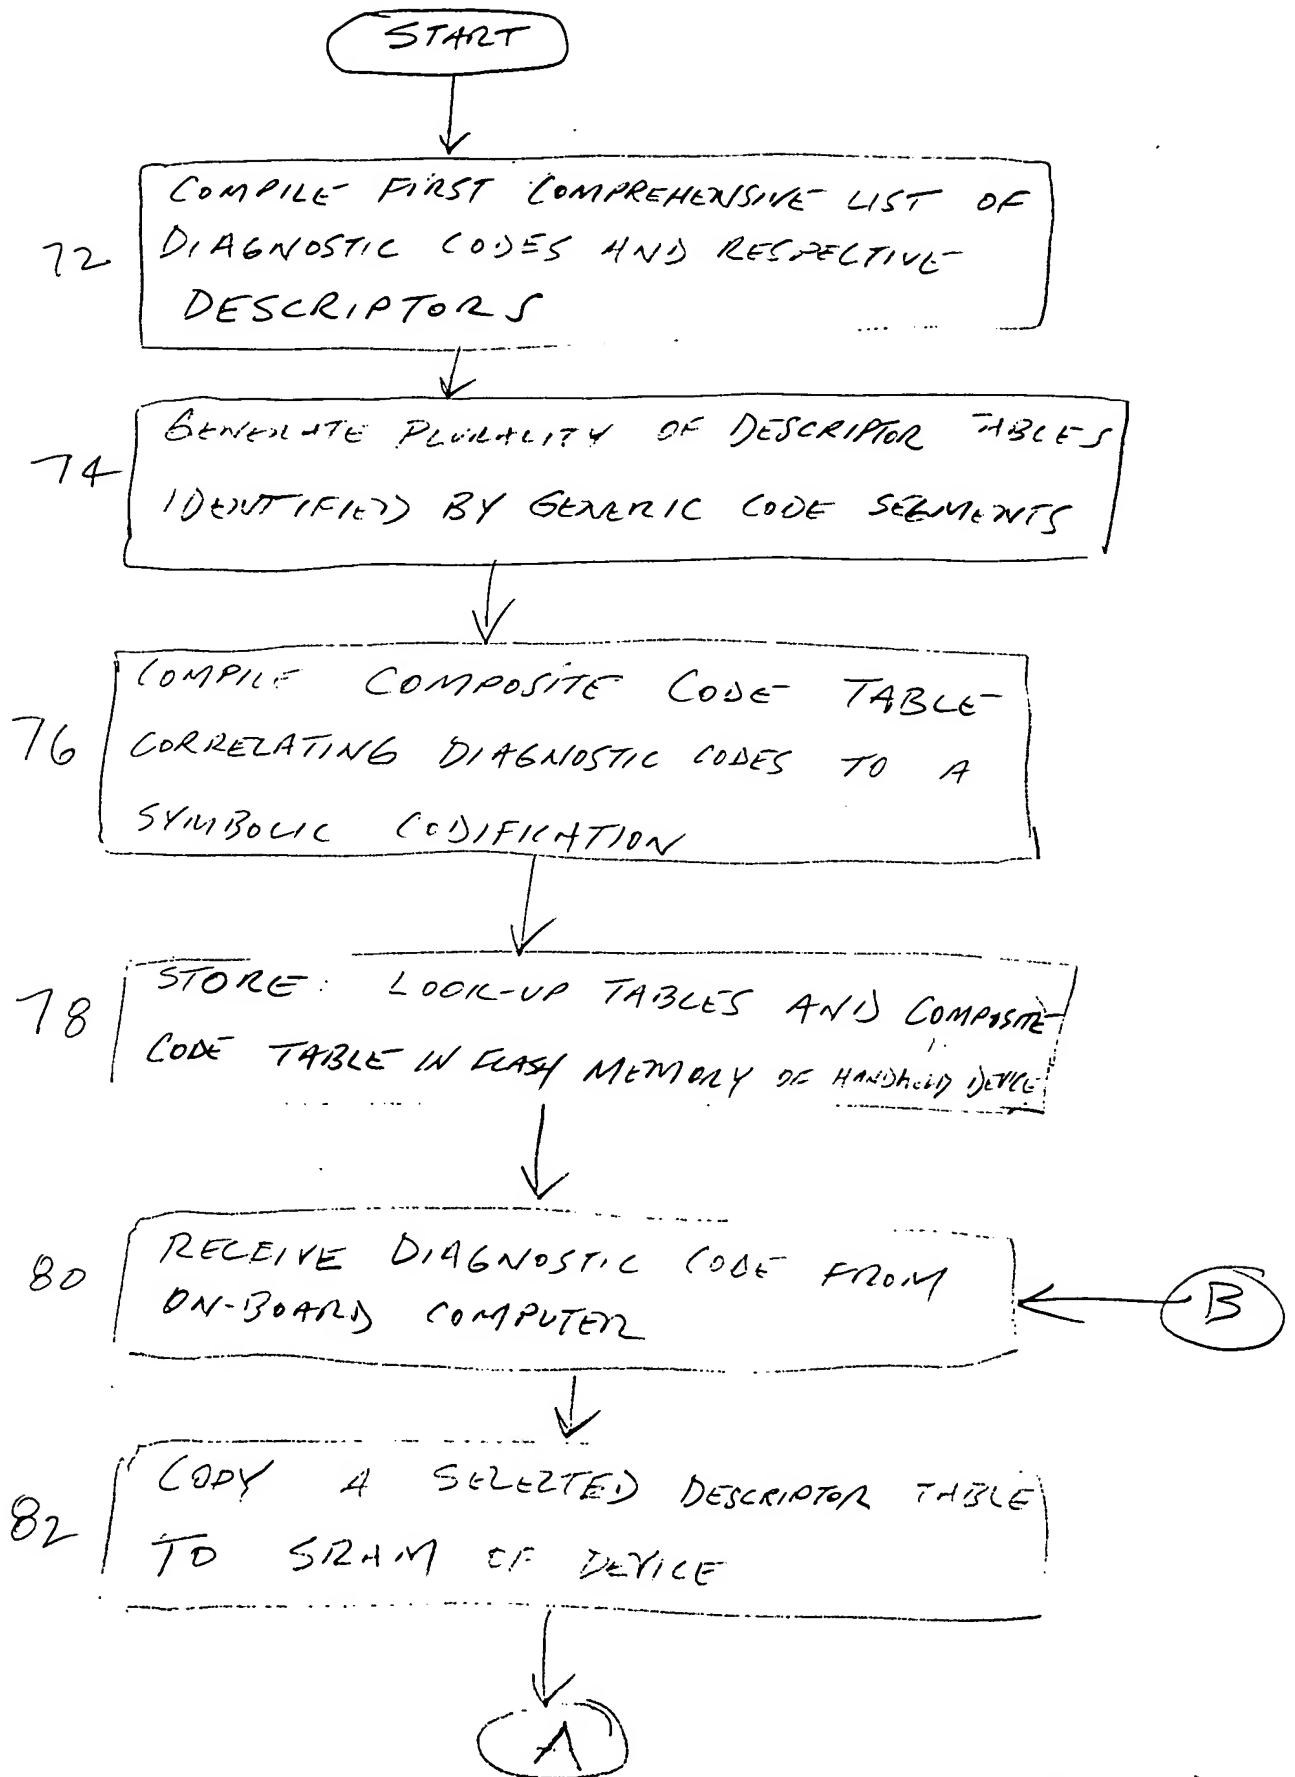 START
COMPILE FIRST COMPREHENSIVE LIST OF
72 DIAGNOSTIC CODES AND RESPECTIVE
DESCRIPTORS
GENERATE PLURALITY OF DESCRIPTOR TABLES
74
IDENTIFIED BY GENERIC CODE SEGMENTS
COMPILE COMPOSITE CODE TABLE
76 CORRELATING DIAGNOSTIC CODES TO A
SYMBOLIC CODIFICATION
STORE: LOOK-UP TABLES AND COMPOSITE
78
CODE TABLE IN FLASH MEMORY OF HANDHELD DEVICE
RECEIVE DIAGNOSTIC CODE FROM
80
ON-BOARD COMPUTER
B
COPY A SELECTED DESCRIPTOR TABLE
82
TO SRAM OF DEVICE
A